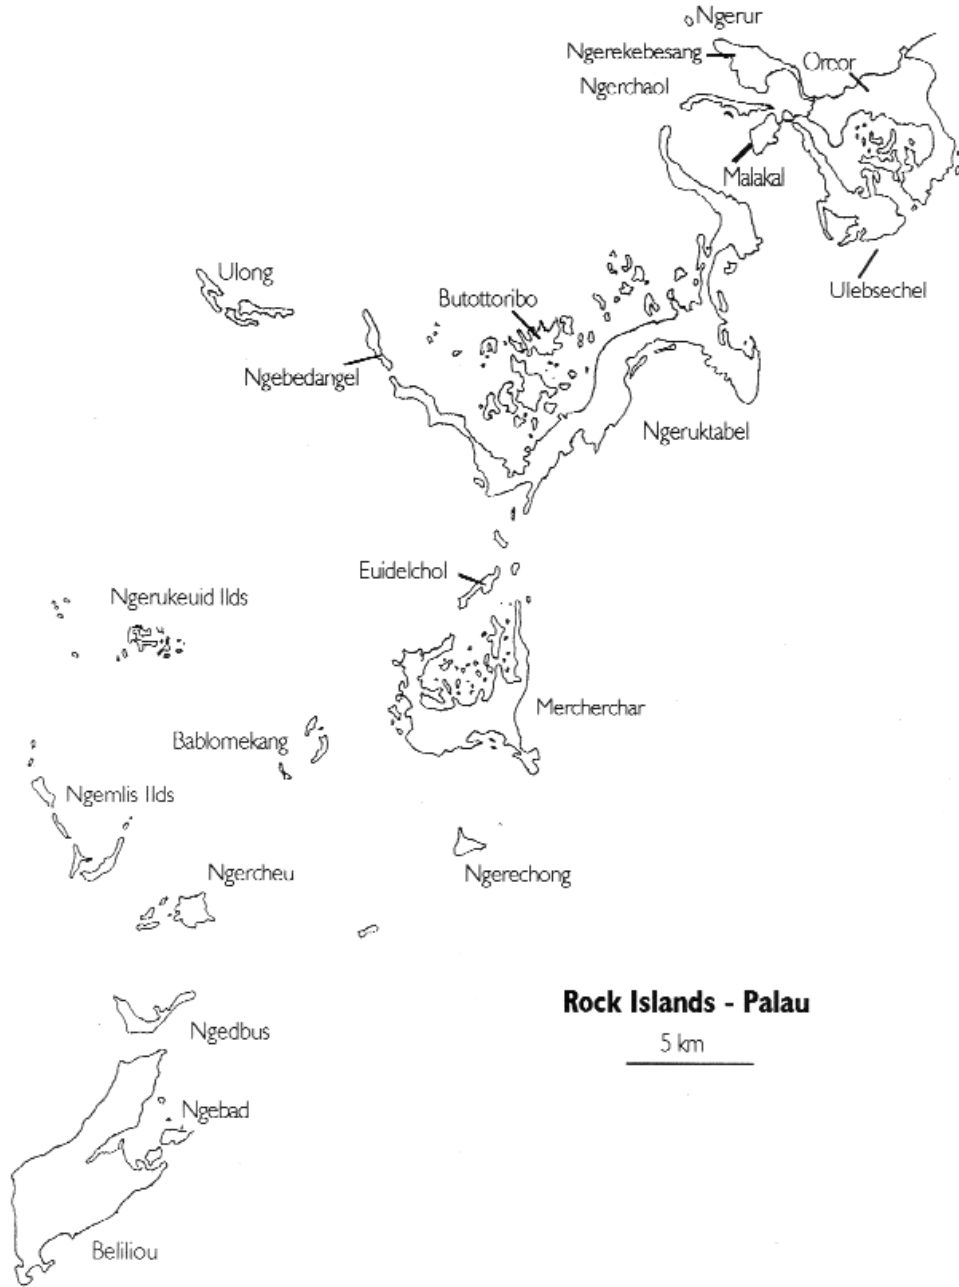 Ngerur
Ngerekebesang
Oreor
Ngerchaol
Malakal
Ulong
Ulebsechel
Butottoribo
Ngebedangel
Ngeruktabel
Euidelchol
Ngerukeuid Ilds
Mercherchar
Bablomekang
Ngemlis Ilds
Ngercheu
Ngerechong
Rock Islands - Palau
5 km
Ngedbus
Ngebad
Beliliou